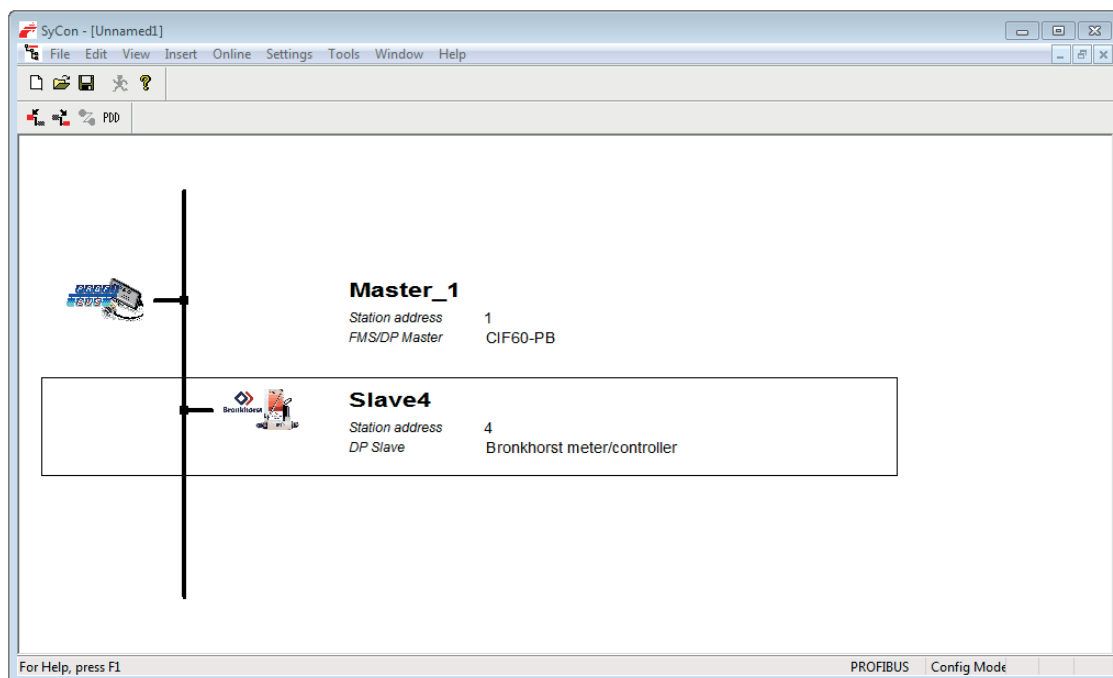 SyCon - [Unnamed1]
File Edit View Insert Online Settings Tools Window Help
PDD
Master_1
Station address 1
FMS/DP Master CIF60-PB
Bronkhorst
Slave4
Station address 4
DP Slave Bronkhorst meter/controller
For Help, press F1 PROFIBUS Config Mode